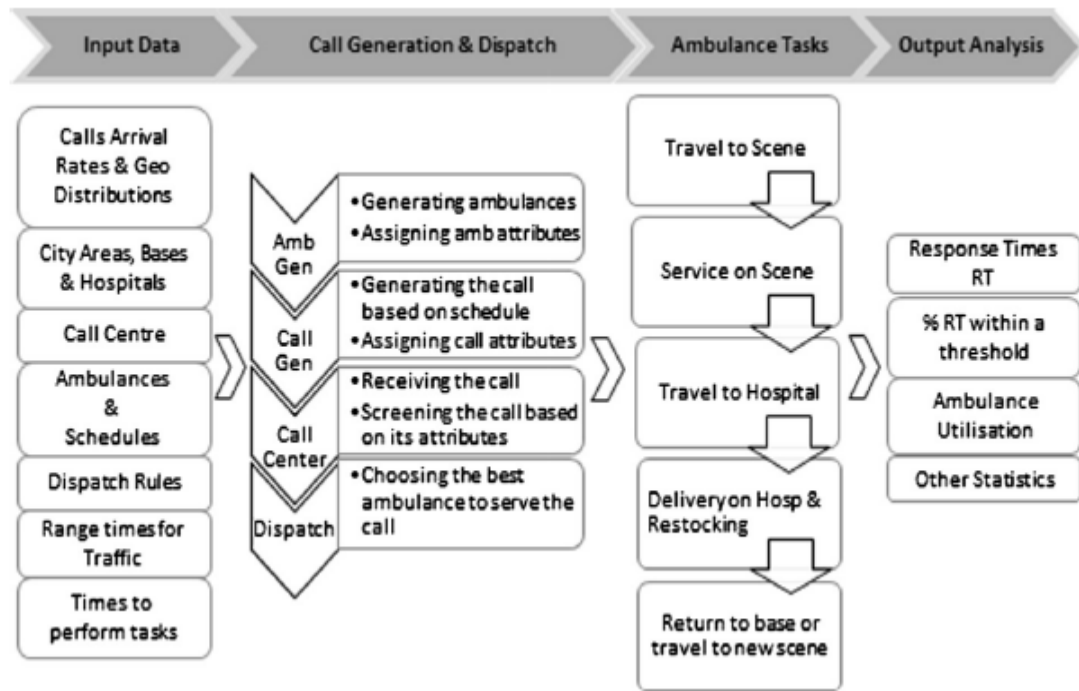 Input Data
Call Generation & Dispatch
Ambulance Tasks
Output Analysis
Calls Arrival
Rates & Geo
Distributions
City Areas, Bases
& Hospitals
Call Centre
Ambulances
&
Schedules
Dispatch Rules
Range times for
Traffic
Times to
perform tasks
Amb
Gen
•Generating ambulances
•Assigning amb attributes
Call
Gen
•Generating the call
based on schedule
•Assigning call attributes
Call
Center
•Receiving the call
•Screening the call based
on its attributes
Dispatch
•Choosing the best
ambulance to serve the
call
Travel to Scene
Service on Scene
Travel to Hospital
Delivery on Hosp &
Restocking
Return to base or
travel to new scene
Response Times
RT
% RT within a
threshold
Ambulance
Utilisation
Other Statistics